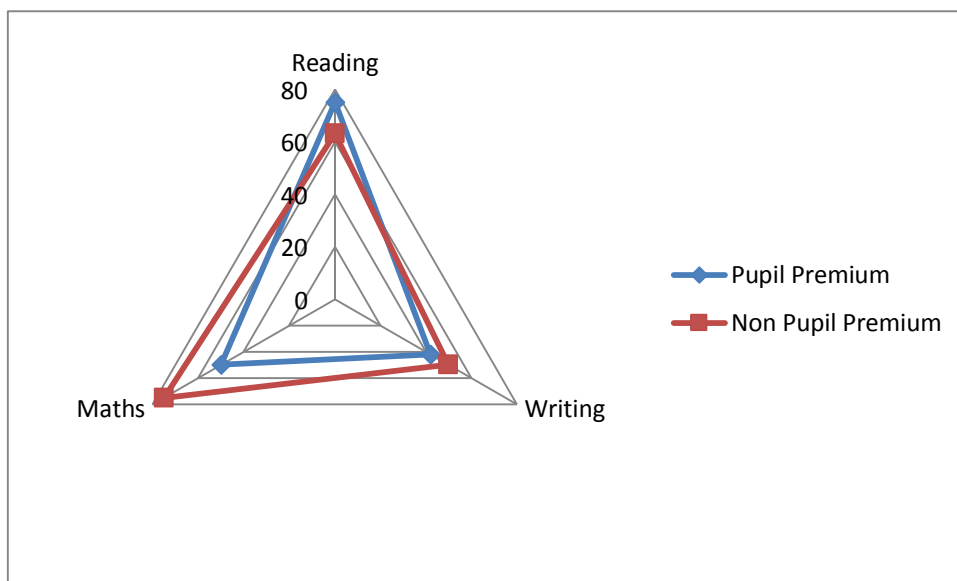 Reading
80
60
40
20
0
Maths
Writing
Pupil Premium
Non Pupil Premium